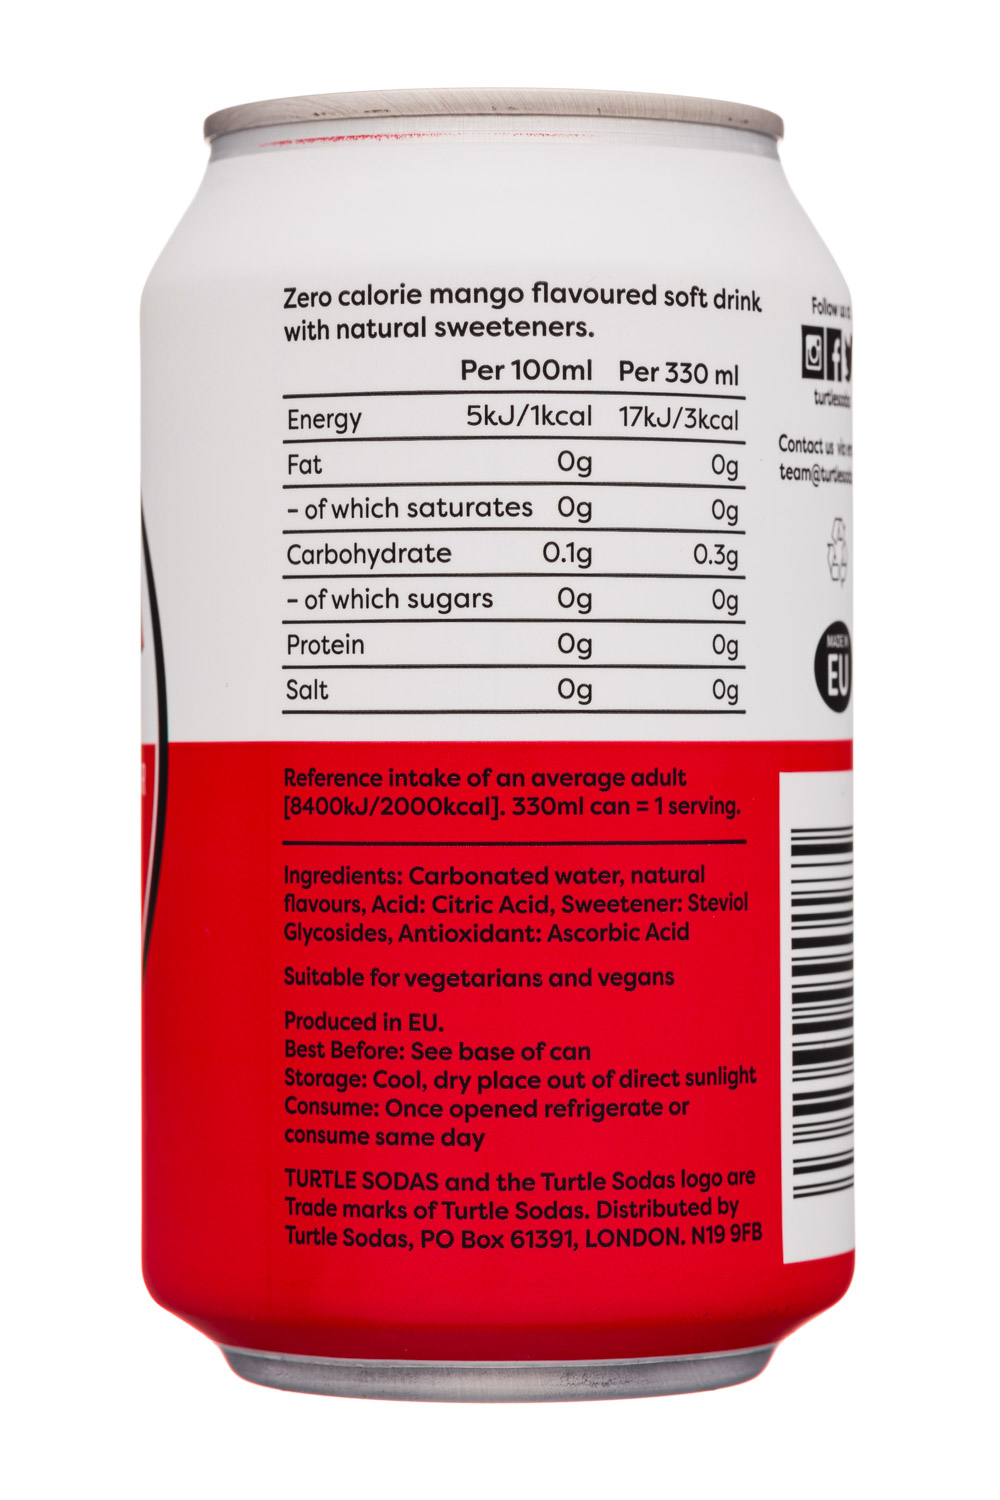 Zero calorie mango flavoured soft drink
with natural sweeteners.
Per 100ml Per 330 ml
Energy 5kJ/1kcal 17kJ/3kcal
Fat 0g 0g
- of which saturates 0g 0g
Carbohydrate 0.1g 0.3g
- of which sugars 0g 0g
Protein 0g 0g
Salt 0g 0g
Reference intake of an average adult
[8400kJ/2000kcal]. 330ml can = 1 serving.
Ingredients: Carbonated water, natural
flavours, Acid: Citric Acid, Sweetener: Steviol
Glycosides, Antioxidant: Ascorbic Acid
Suitable for vegetarians and vegans
Produced in EU.
Best Before: See base of can
Storage: Cool, dry place out of direct sunlight
Consume: Once opened refrigerate or
consume same day
TURTLE SODAS and the Turtle Sodas logo are
Trade marks of Turtle Sodas. Distributed by
Turtle Sodas, PO Box 61391, LONDON. N19 9FB
Follow us
Contact us via
MADE IN
EU